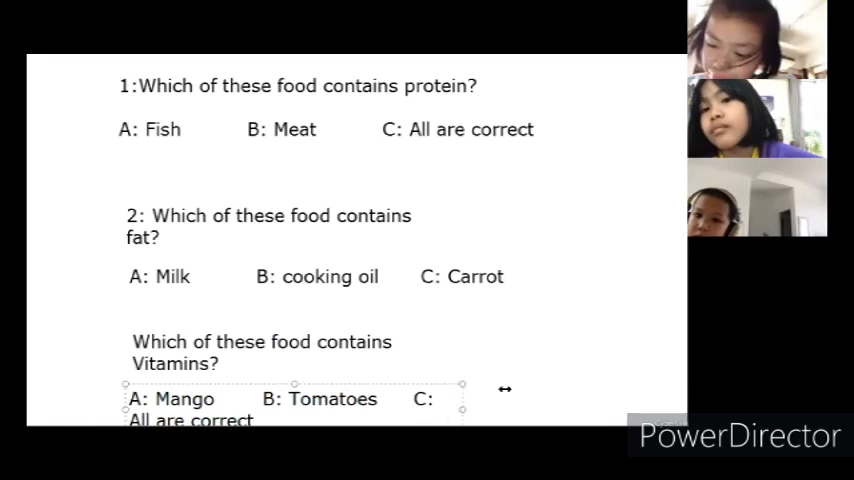 1:Which of these food contains protein?
A: Fish B: Meat C: All are correct
2: Which of these food contains
fat?
A: Milk B: cooking oil C: Carrot
Which of these food contains
Vitamins?
A: Mango B: Tomatoes C:
All are correct
PowerDirector